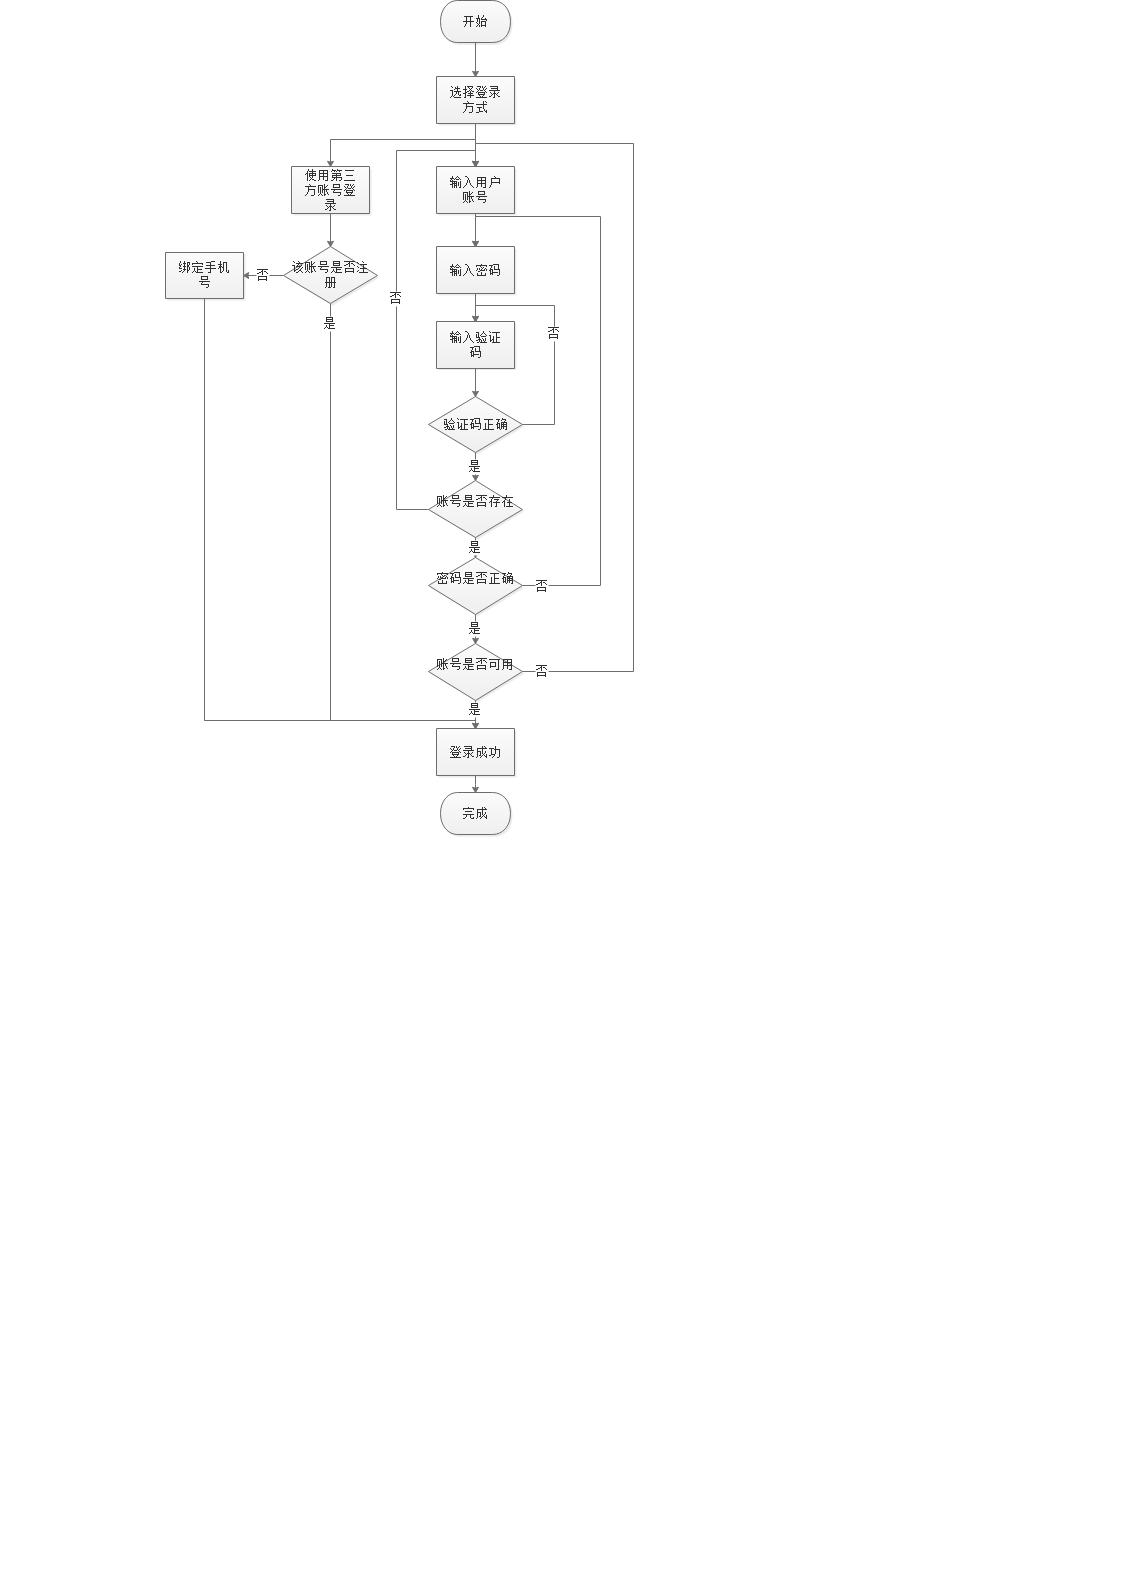 开始
选择登录
方式
使用第三
方账号登
录
输入用户
账号
该账号是否注
册
否
绑定手机
号
是
输入密码
否
输入验证
码
否
验证码正确
是
账号是否存在
是
密码是否正确
否
是
账号是否可用
否
是
登录成功
完成